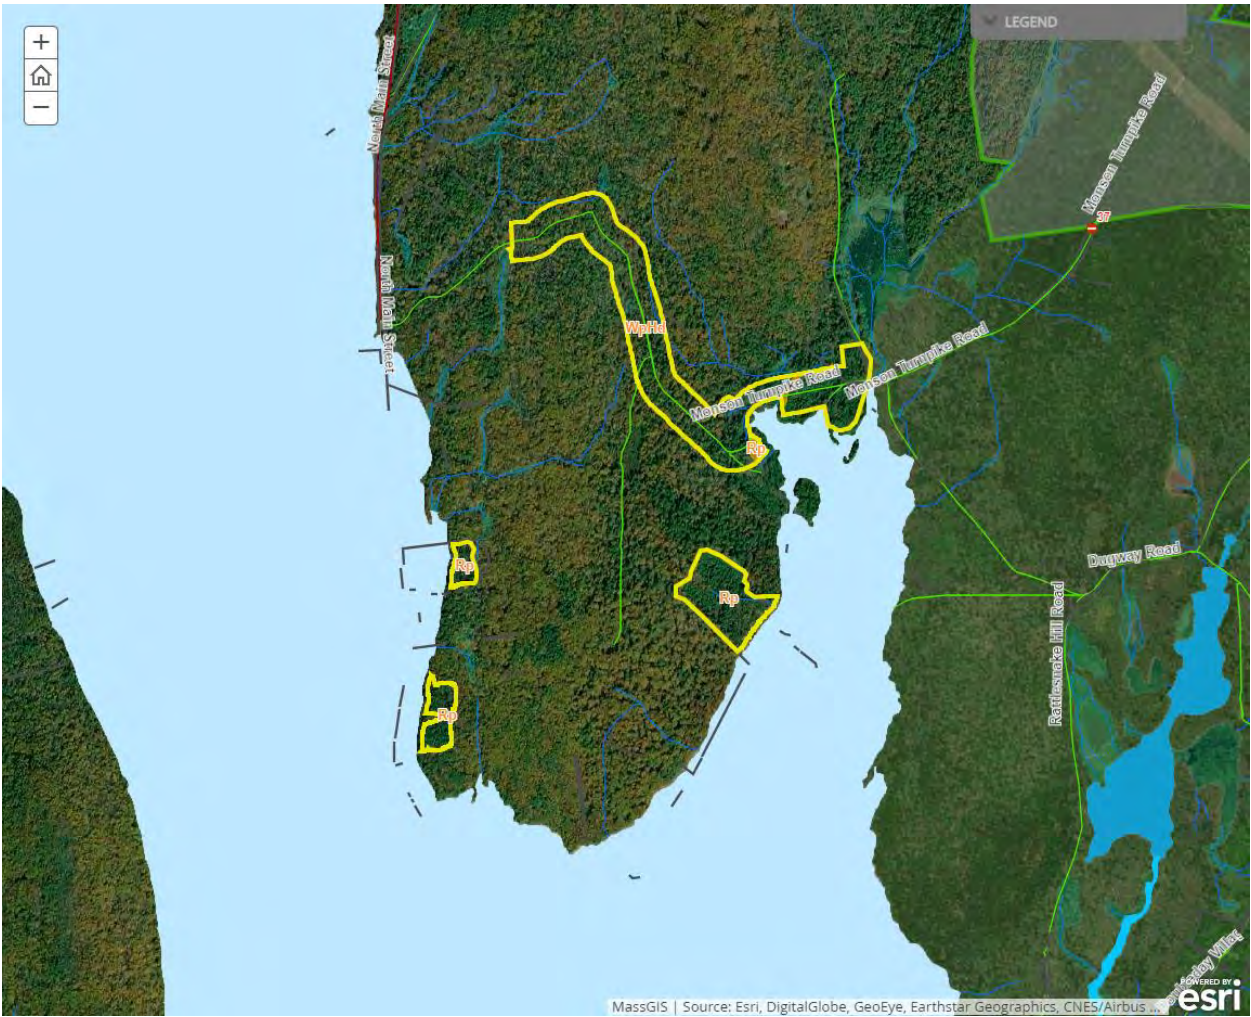 LEGEND
North Main Street
Monson Turnpike Road
27
North Main Street
WpHd
Monson Turnpike Road
Monson Turnpike Road
Rp
Dugway Road
Rp
Rp
Rattlesnake Hill Road
Rp
POWERED BY
esri
MassGIS | Source: Esri, DigitalGlobe, GeoEye, Earthstar Geographics, CNES/Airbus ...